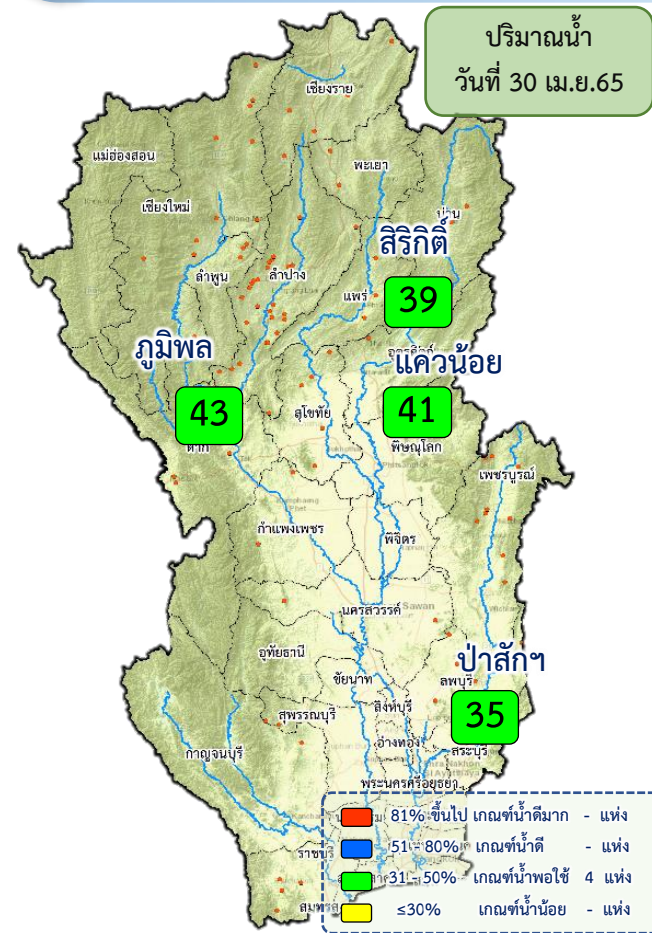 ปริมาณน้ำ
วันที่ 30 เม.ย.65
เชียงราย
แม่ฮ่องสอน
พะเยา
เชียงใหม่
น่าน
สิริกิติ์
ลำพูน
ลำปาง
แพร่
39
ภูมิพล
แควน้อย
43
สุโขทัย
41
ตาก
พิษณุโลก
เพชรบูรณ์
กำแพงเพชร
พิจิตร
นครสวรรค์
Sawan
อุทัยธานี
ป่าสักฯ
ชัยนาท
ลพบุรี
สุพรรณบุรี
สิงห์บุรี
35
อ่างทอง
กาญจนบุรี
สระบุรี
พระนครศรีอยุธยา
81% ขึ้นไป เกณฑ์น้ำดีมาก - แห่ง
51 - 80% เกณฑ์น้ำดี - แห่ง
ราชบุรี
31 - 50% เกณฑ์น้ำพอใช้ 4 แห่ง
≤30% เกณฑ์น้ำน้อย - แห่ง